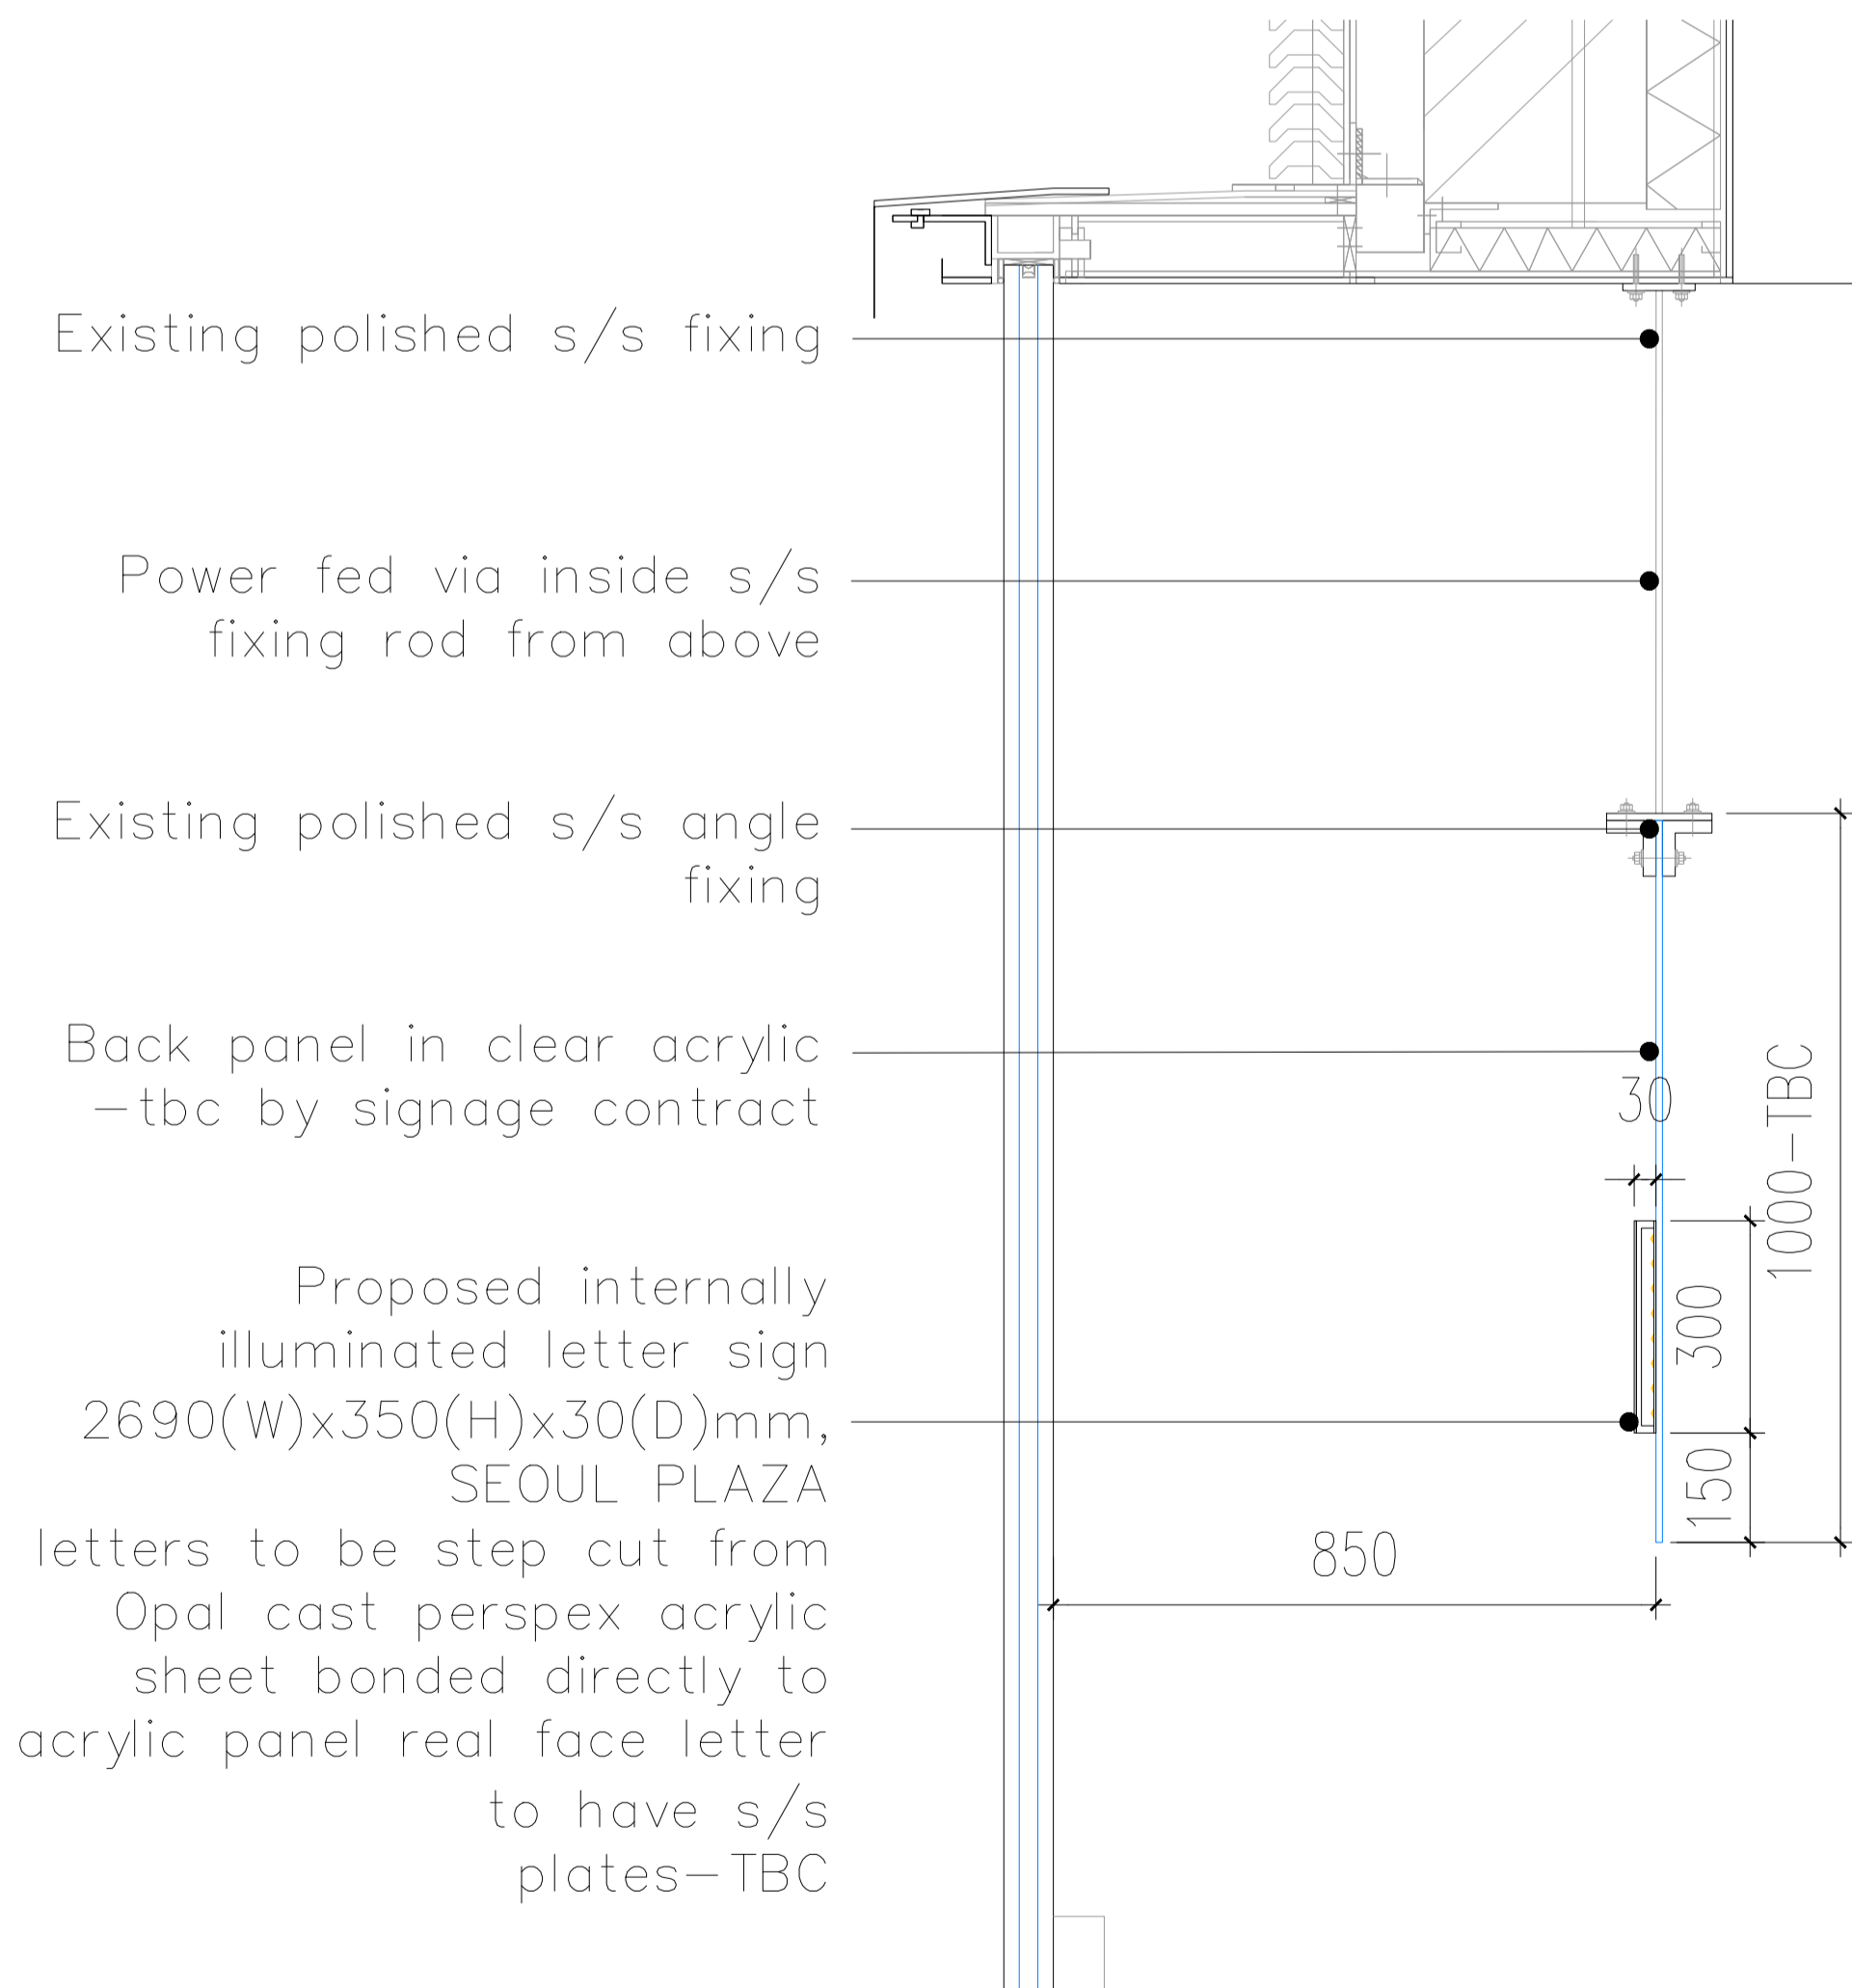 Existing polished s/s fixing
Power fed via inside s/s
fixing rod from above
Existing polished s/s angle
fixing
Back panel in clear acrylic
-tbc by signage contract
30
1000-TBC
300
150
850
Proposed internally
illuminated letter sign
2690(W)x350(H)x30(D)mm,
SEOUL PLAZA
letters to be step cut from
Opal cast perspex acrylic
sheet bonded directly to
acrylic panel real face letter
to have s/s
plates-TBC